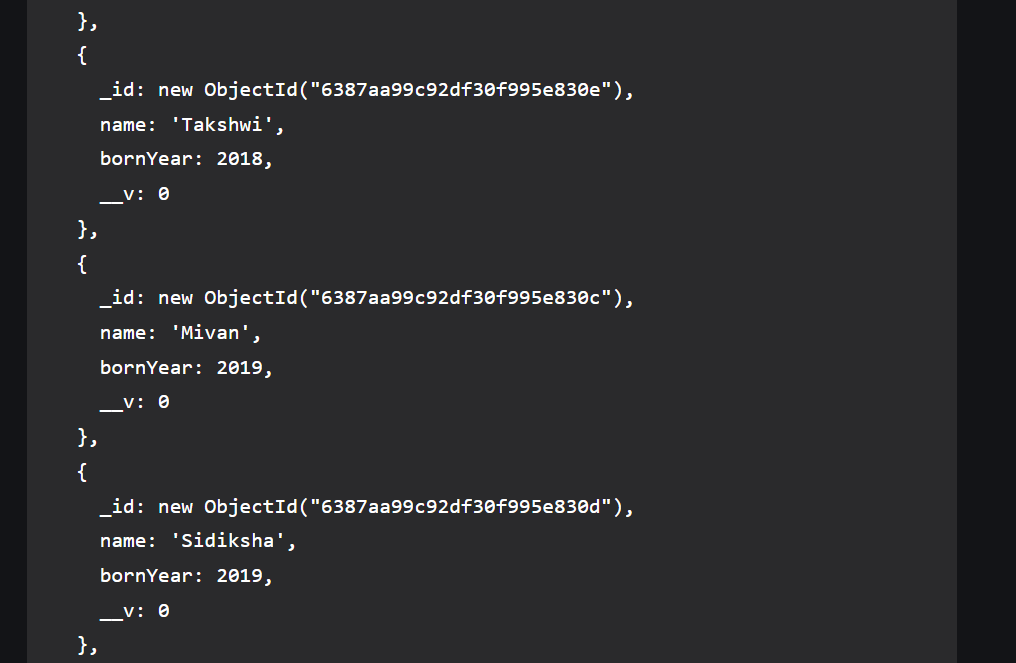 },
{
_id: new ObjectId("6387aa99c92df30f995e830e"),
name: 'Takshwi',
bornYear: 2018,
__v: 0
},
{
_id: new ObjectId("6387aa99c92df30f995e830c"),
name: 'Mivan',
bornYear: 2019,
__v: 0
},
{
_id: new ObjectId("6387aa99c92df30f995e830d"),
name: 'Sidiksha',
bornYear: 2019,
__v: 0
},